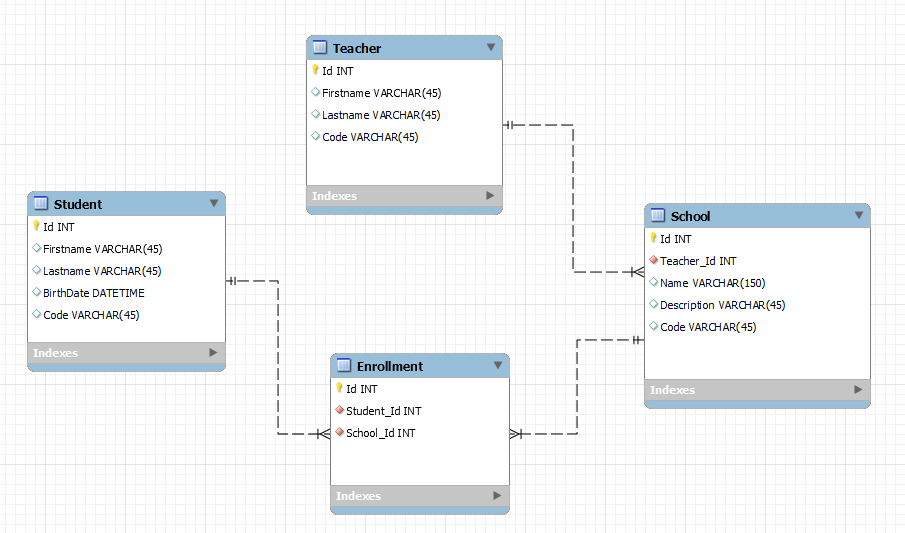 Teacher
Id INT
Firstname VARCHAR(45)
Lastname VARCHAR(45)
Code VARCHAR(45)
Indexes
Student
Id INT
Firstname VARCHAR(45)
Lastname VARCHAR(45)
BirthDate DATETIME
Code VARCHAR(45)
Indexes
School
Id INT
Teacher_Id INT
Name VARCHAR(150)
Description VARCHAR(45)
Code VARCHAR(45)
Indexes
Enrollment
Id INT
Student_Id INT
School_Id INT
Indexes